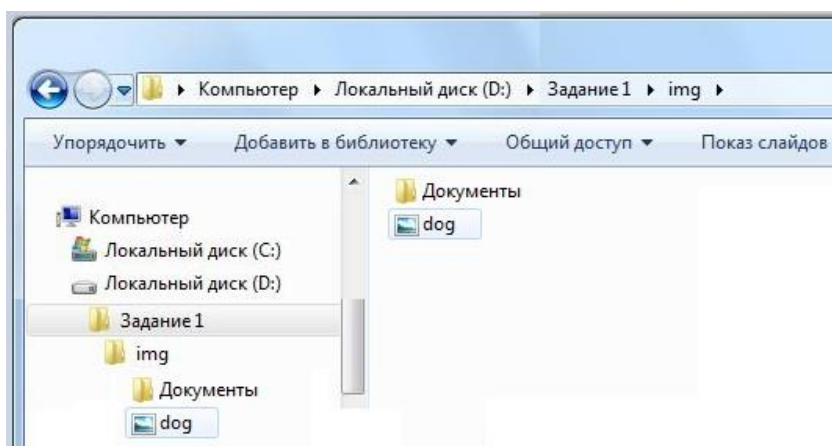 Компьютер ▸ Локальный диск (D:) ▸ Задание 1 ▸ img ▸
Упорядочить ▾ Добавить в библиотеку ▾ Общий доступ ▾ Показ слайдов
Компьютер
Локальный диск (C:)
Локальный диск (D:)
Задание 1
img
Документы
dog
Документы
dog